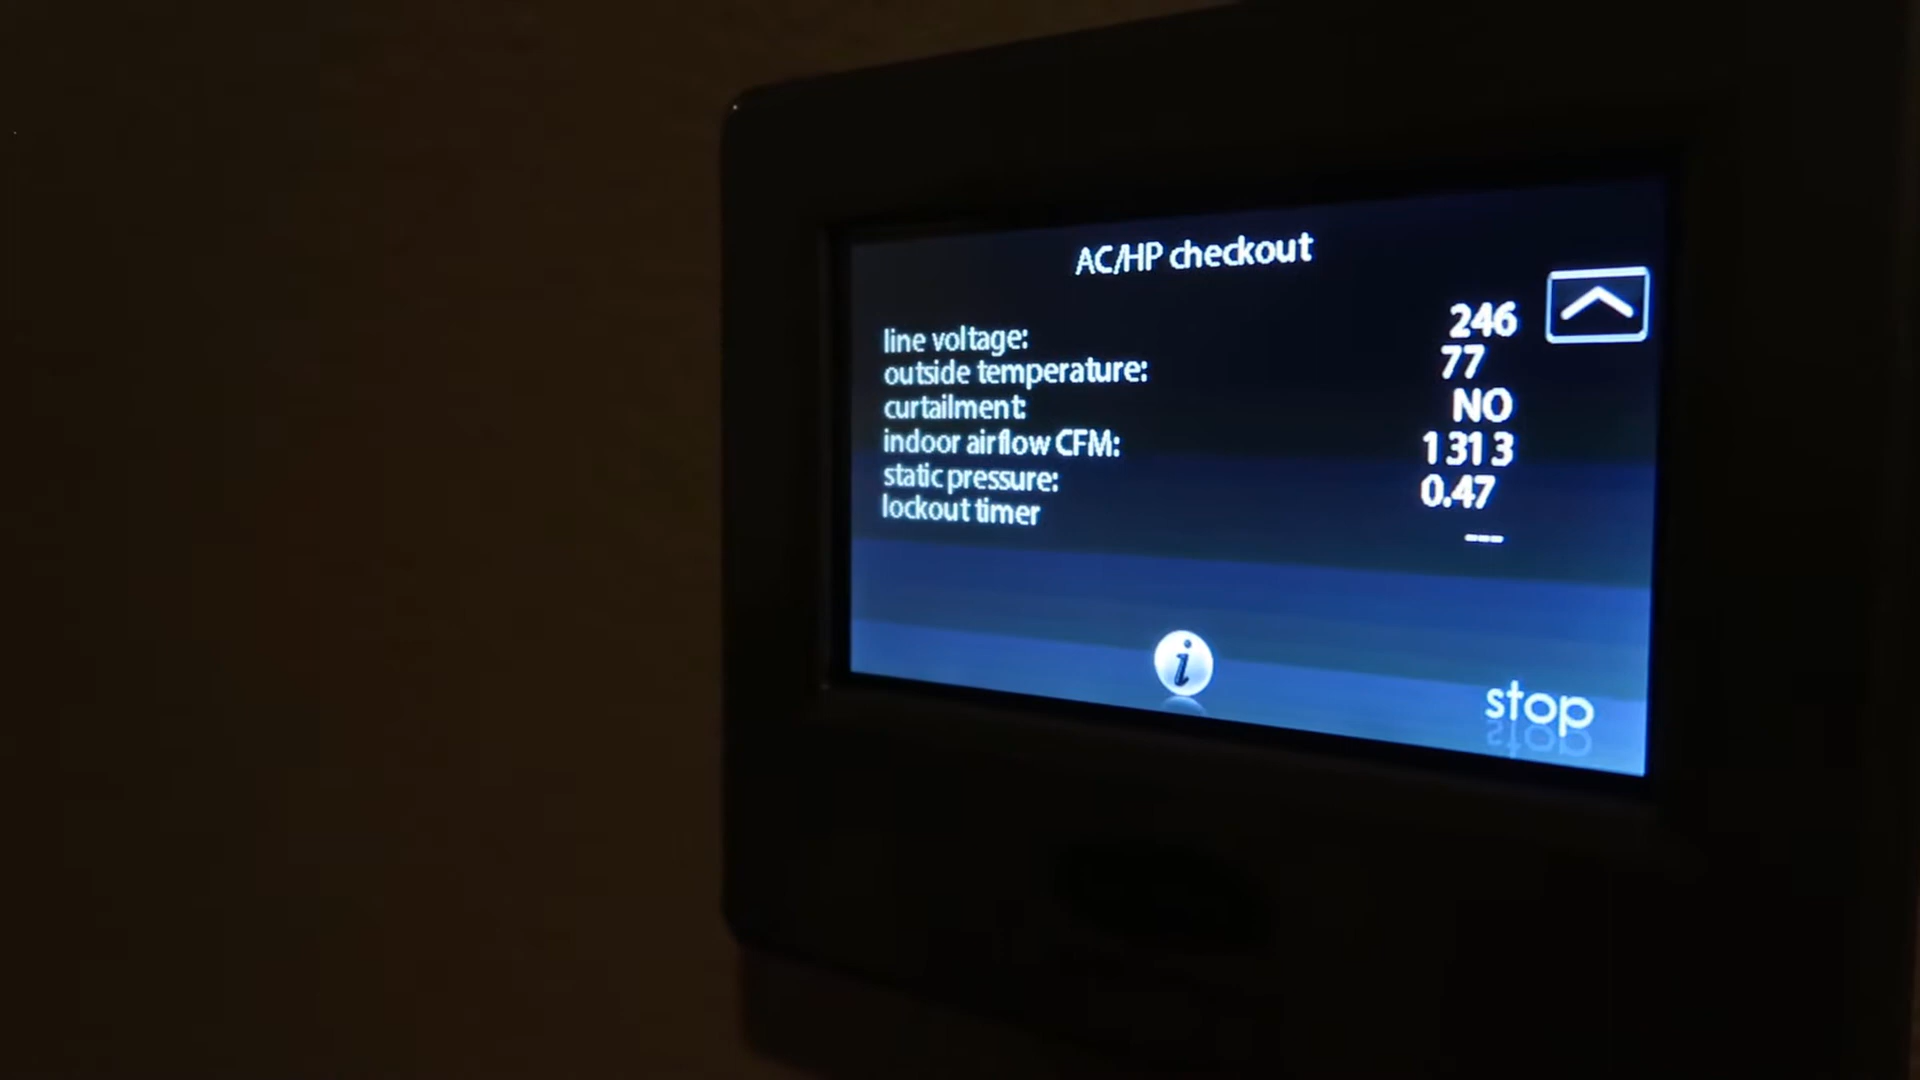 AC/HP checkout
line voltage: 246
outside temperature: 77
curtailment: NO
indoor airflow CFM: 1313
static pressure: 0.47
lockout timer ---
i
stop